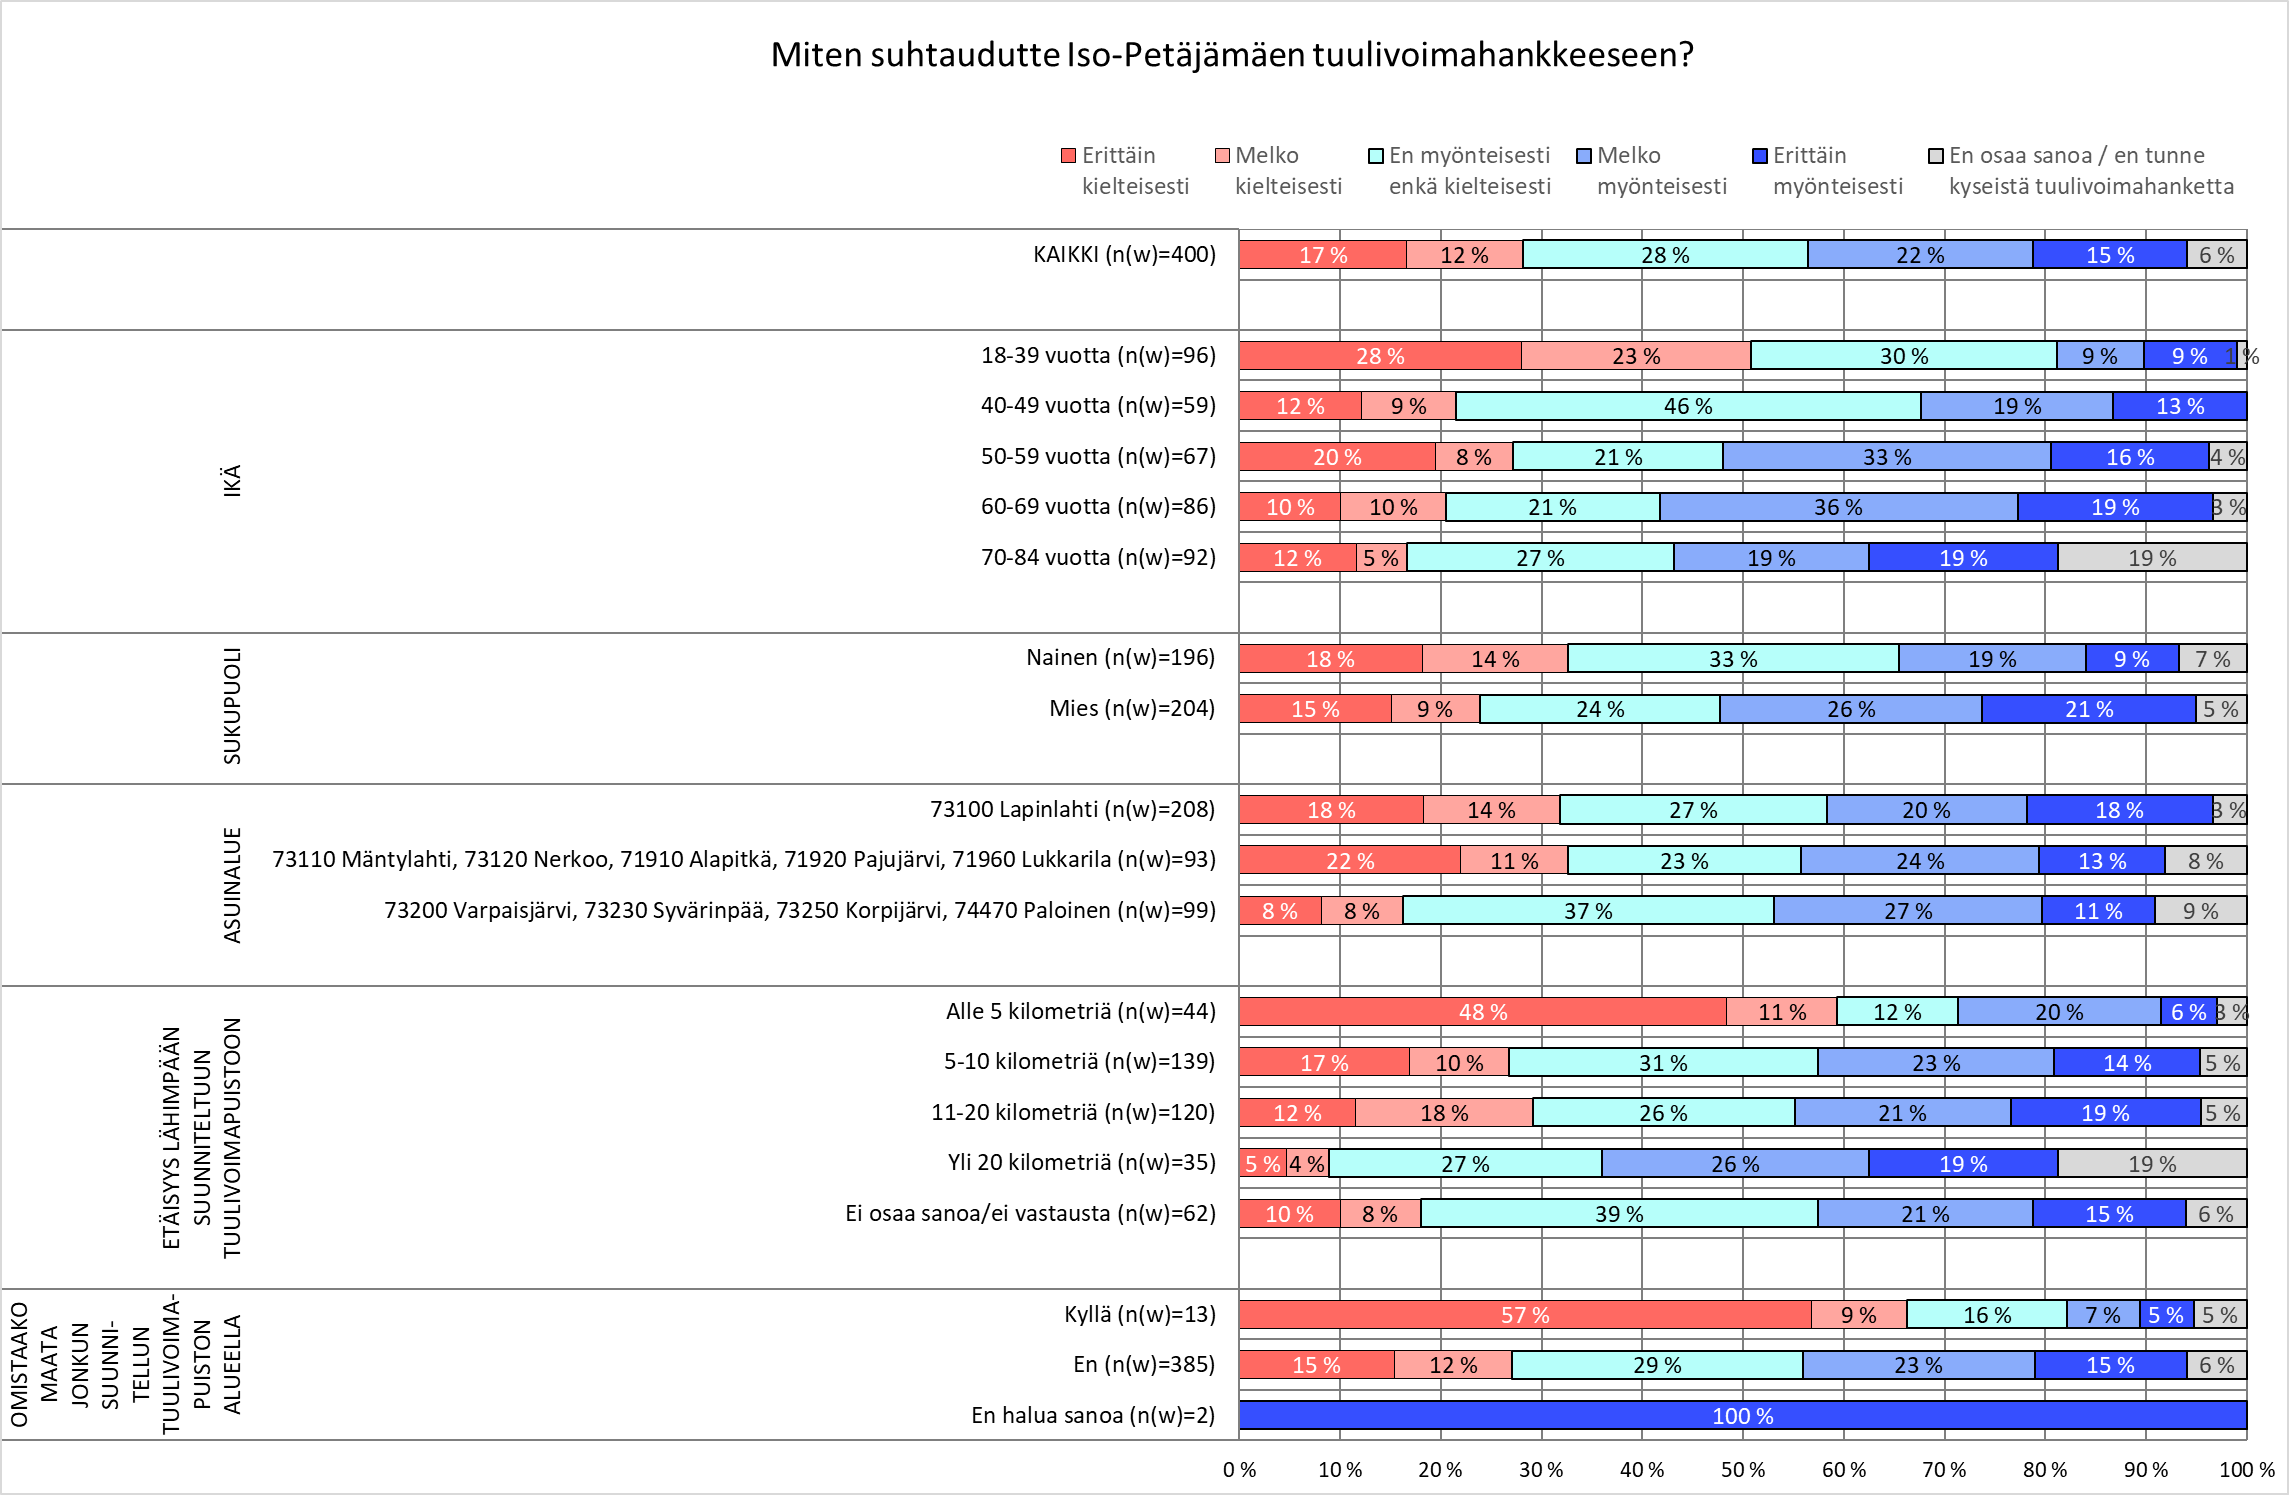 Miten suhtaudutte Iso-Petäjämäen tuulivoimahankkeeseen?
Erittäin kielteisesti
Melko kielteisesti
En myönteisesti enkä kielteisesti
Melko myönteisesti
Erittäin myönteisesti
En osaa sanoa / en tunne kyseistä tuulivoimahanketta
KAIKKI (n(w)=400) 17 % 12 % 28 % 22 % 15 % 6 %
IKÄ
18-39 vuotta (n(w)=96) 28 % 23 % 30 % 9 % 9 % 1 %
40-49 vuotta (n(w)=59) 12 % 9 % 46 % 19 % 13 %
50-59 vuotta (n(w)=67) 20 % 8 % 21 % 33 % 16 % 4 %
60-69 vuotta (n(w)=86) 10 % 10 % 21 % 36 % 19 % 3 %
70-84 vuotta (n(w)=92) 12 % 5 % 27 % 19 % 19 % 19 %
SUKUPUOLI
Nainen (n(w)=196) 18 % 14 % 33 % 19 % 9 % 7 %
Mies (n(w)=204) 15 % 9 % 24 % 26 % 21 % 5 %
ASUINALUE
73100 Lapinlahti (n(w)=208) 18 % 14 % 27 % 20 % 18 % 3 %
73110 Mäntylahti, 73120 Nerkoo, 71910 Alapitkä, 71920 Pajujärvi, 71960 Lukkarila (n(w)=93) 22 % 11 % 23 % 24 % 13 % 8 %
73200 Varpaisjärvi, 73230 Syvärinpää, 73250 Korpijärvi, 74470 Paloinen (n(w)=99) 8 % 8 % 37 % 27 % 11 % 9 %
ETÄISYYS LÄHIMPÄÄN
SUUNNITELTUUN
TUULIVOIMAPUISTOON
Alle 5 kilometriä (n(w)=44) 48 % 11 % 12 % 20 % 6 % 3 %
5-10 kilometriä (n(w)=139) 17 % 10 % 31 % 23 % 14 % 5 %
11-20 kilometriä (n(w)=120) 12 % 18 % 26 % 21 % 19 % 5 %
Yli 20 kilometriä (n(w)=35) 5 % 4 % 27 % 26 % 19 % 19 %
Ei osaa sanoa/ei vastausta (n(w)=62) 10 % 8 % 39 % 21 % 15 % 6 %
OMISTAAKO
MAATA
JONKUN
SUUNNI-
TELLUN
TUULIVOIMA-
PUISTON
ALUEELLA
Kyllä (n(w)=13) 57 % 9 % 16 % 7 % 5 % 5 %
En (n(w)=385) 15 % 12 % 29 % 23 % 15 % 6 %
En halua sanoa (n(w)=2) 100 %
0 % 10 % 20 % 30 % 40 % 50 % 60 % 70 % 80 % 90 % 100 %